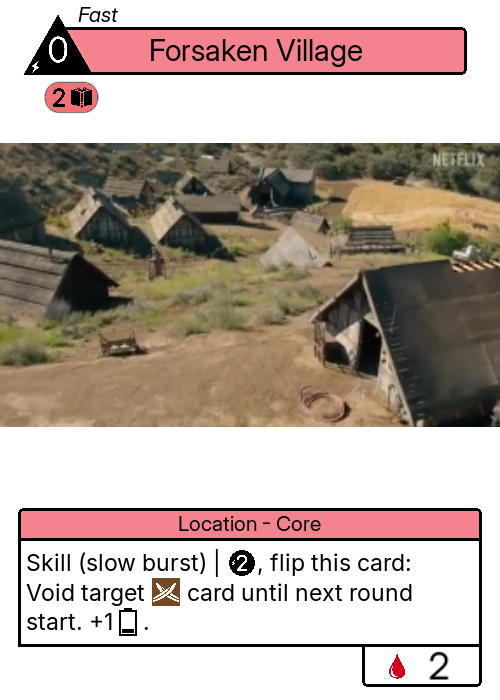 Fast
0
Forsaken Village
2
NETFLIX
Location - Core
Skill (slow burst) | 2, flip this card:
Void target card until next round
start. +1 .
2